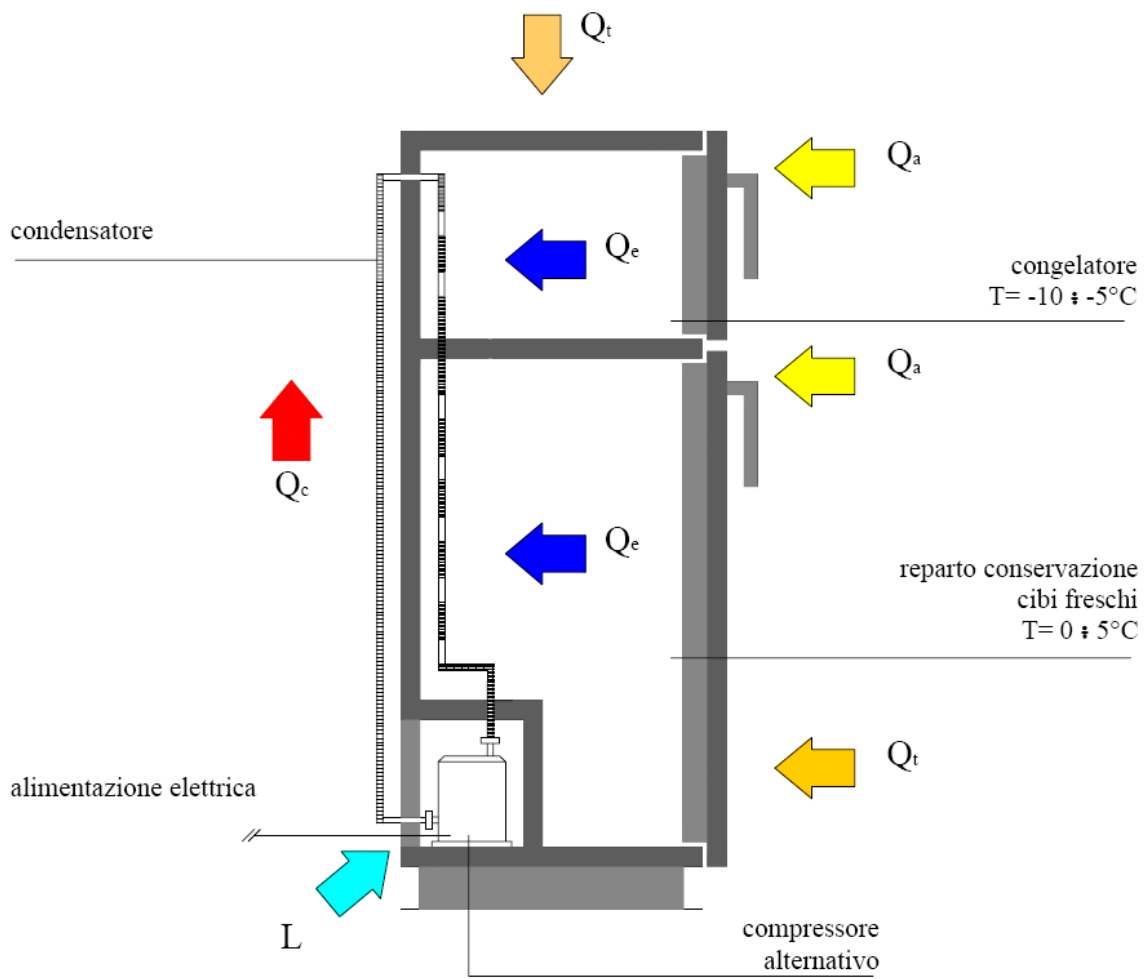 Qt
Qa
condensatore
Qe
congelatore
T= -10 ÷ -5°C
Qa
Qc
Qe
reparto conservazione
cibi freschi
T= 0 ÷ 5°C
Qt
alimentazione elettrica
L
compressore
alternativo